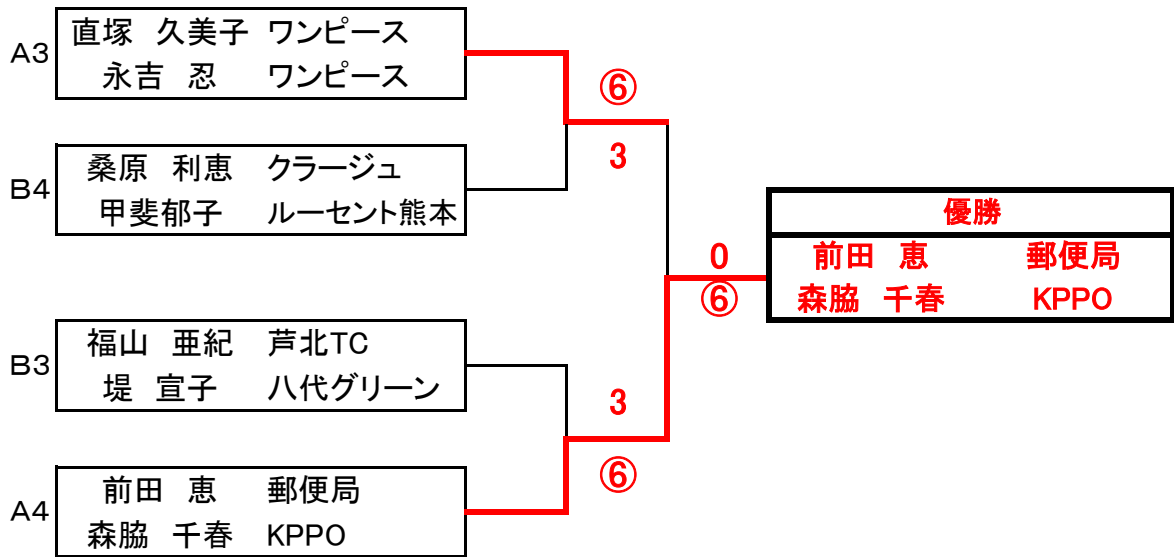 A3
直塚 久美子 ワンピース
永吉 忍 ワンピース
⑥
3
B4
桑原 利恵 クラージュ
甲斐郁子 ルーセント熊本
優勝
前田 恵 郵便局
森脇 千春 KPPO
0
⑥
B3
福山 亜紀 芦北TC
堤 宣子 八代グリーン
3
⑥
A4
前田 恵 郵便局
森脇 千春 KPPO